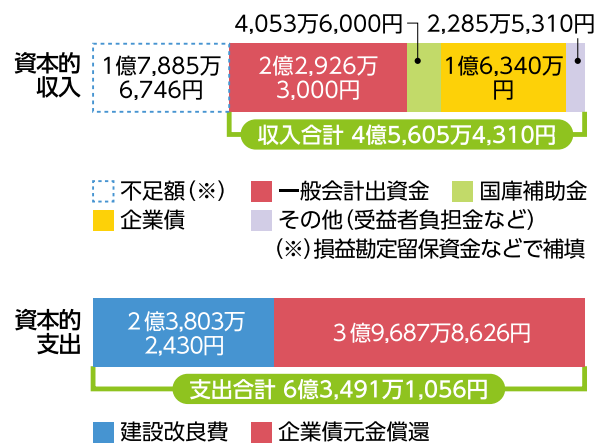 4,053万6,000円
2,285万5,310円
資本的
収入
1億7,885万
6,746円
2億2,926万
3,000円
1億6,340万
円
収入合計 4億5,605万4,310円
不足額(※)
一般会計出資金
国庫補助金
企業債
その他(受益者負担金など)
(※)損益勘定留保資金などで補填
資本的
支出
2億3,803万
2,430円
3億9,687万8,626円
支出合計 6億3,491万1,056円
建設改良費
企業債元金償還